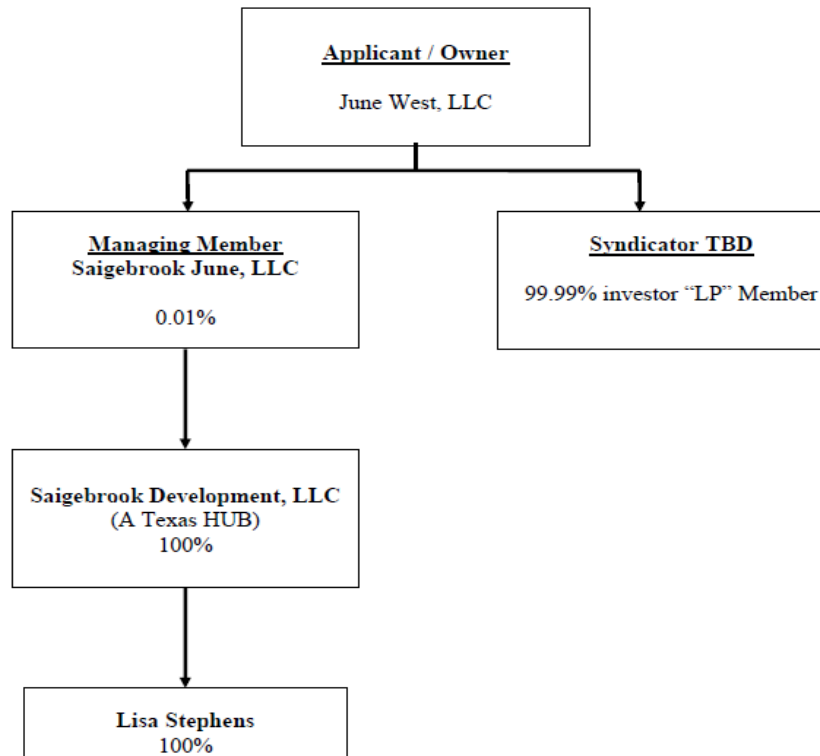 Applicant / Owner
June West, LLC
Managing Member
Saigebrook June, LLC
0.01%
Syndicator TBD
99.99% investor “LP” Member
Saigebrook Development, LLC
(A Texas HUB)
100%
Lisa Stephens
100%